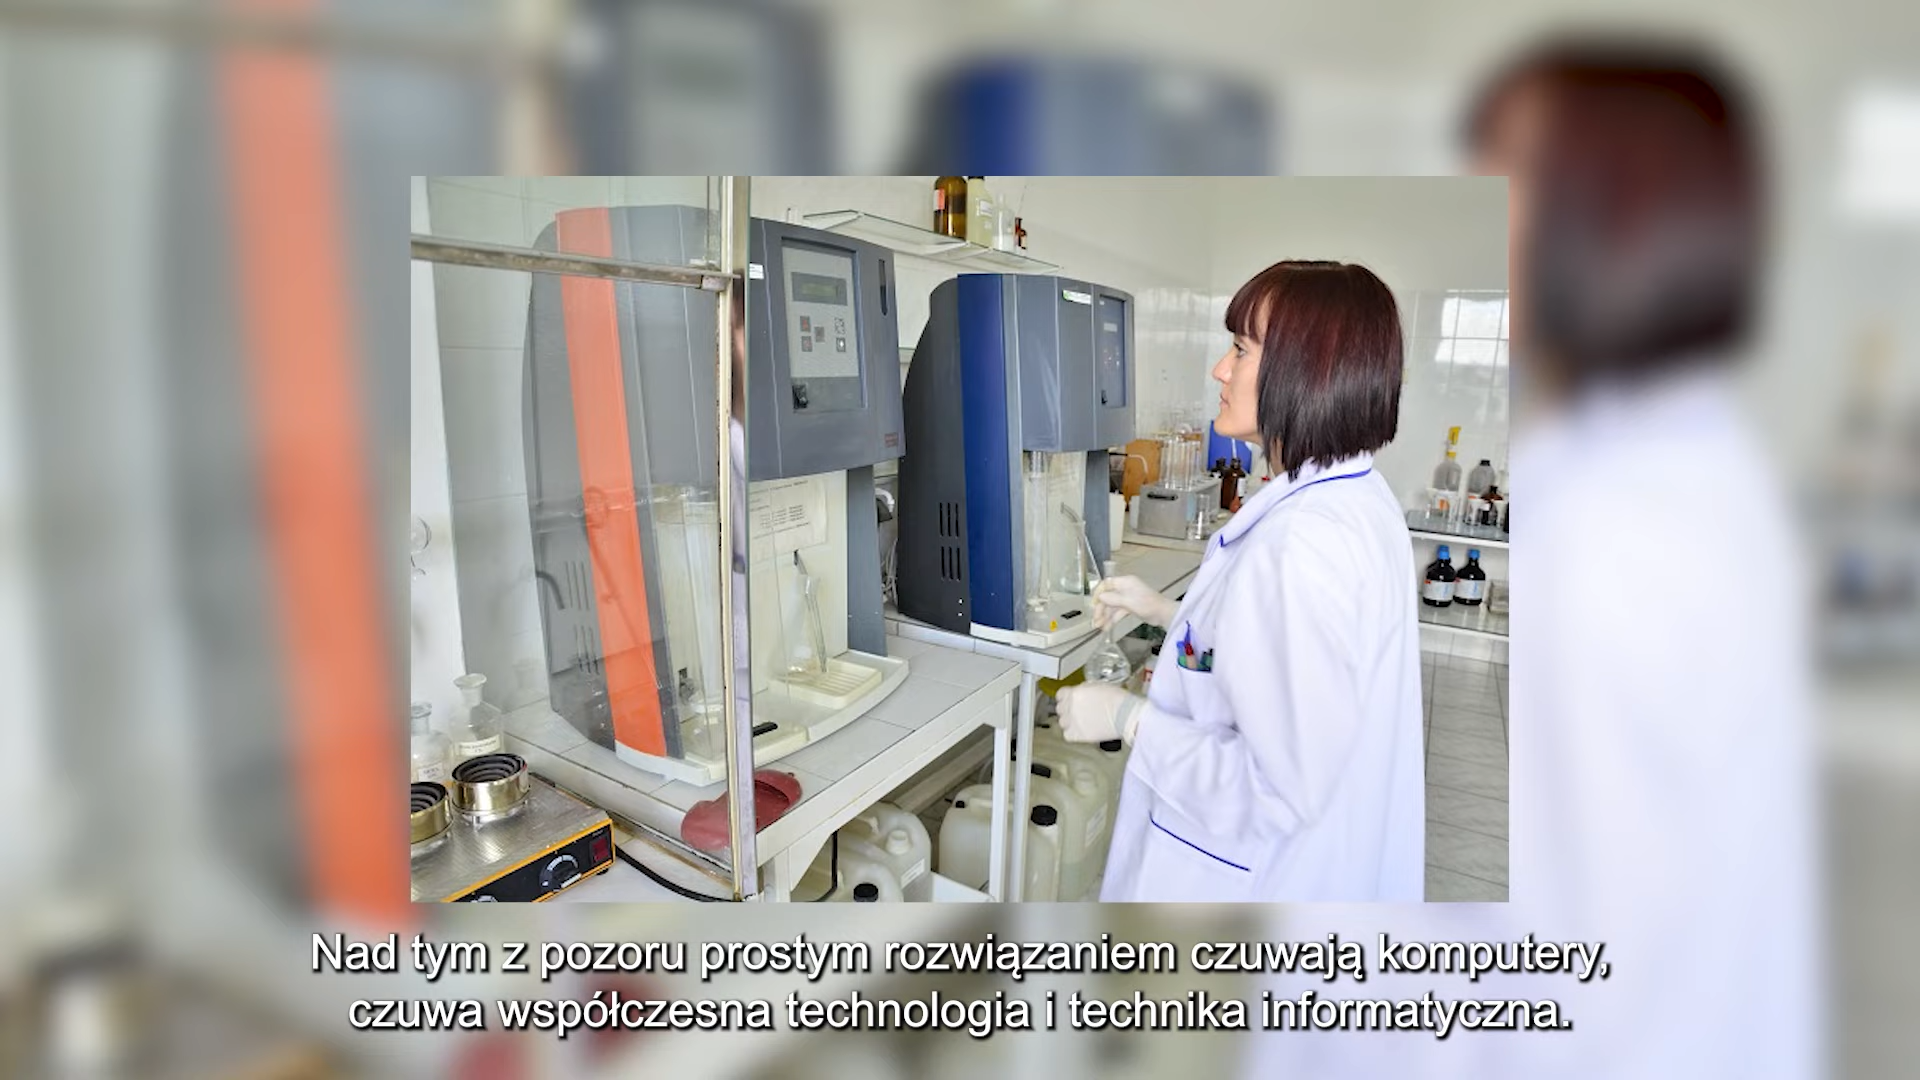 Nad tym z pozoru prostym rozwiązaniem czuwają komputery,
czuwa współczesna technologia i technika informatyczna.